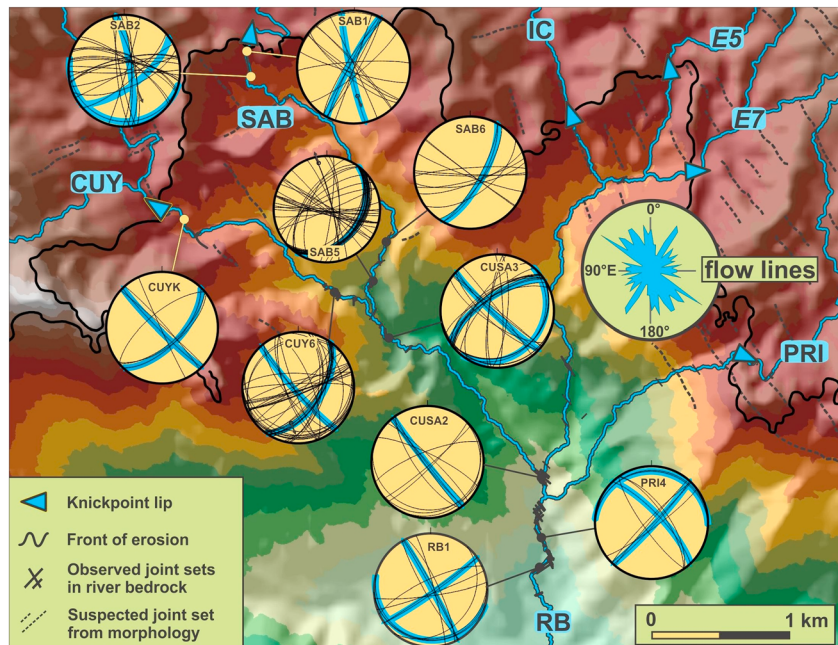 SAB2
SAB1
IC
E5
E7
SAB
SAB6
CUY
SAB5
0°
90°E
flow lines
180°
CUSA3
CUYK
CUY6
PRI
CUSA2
PRI4
RB1
RB
Knickpoint lip
Front of erosion
Observed joint sets
in river bedrock
Suspected joint set
from morphology
0 1 km